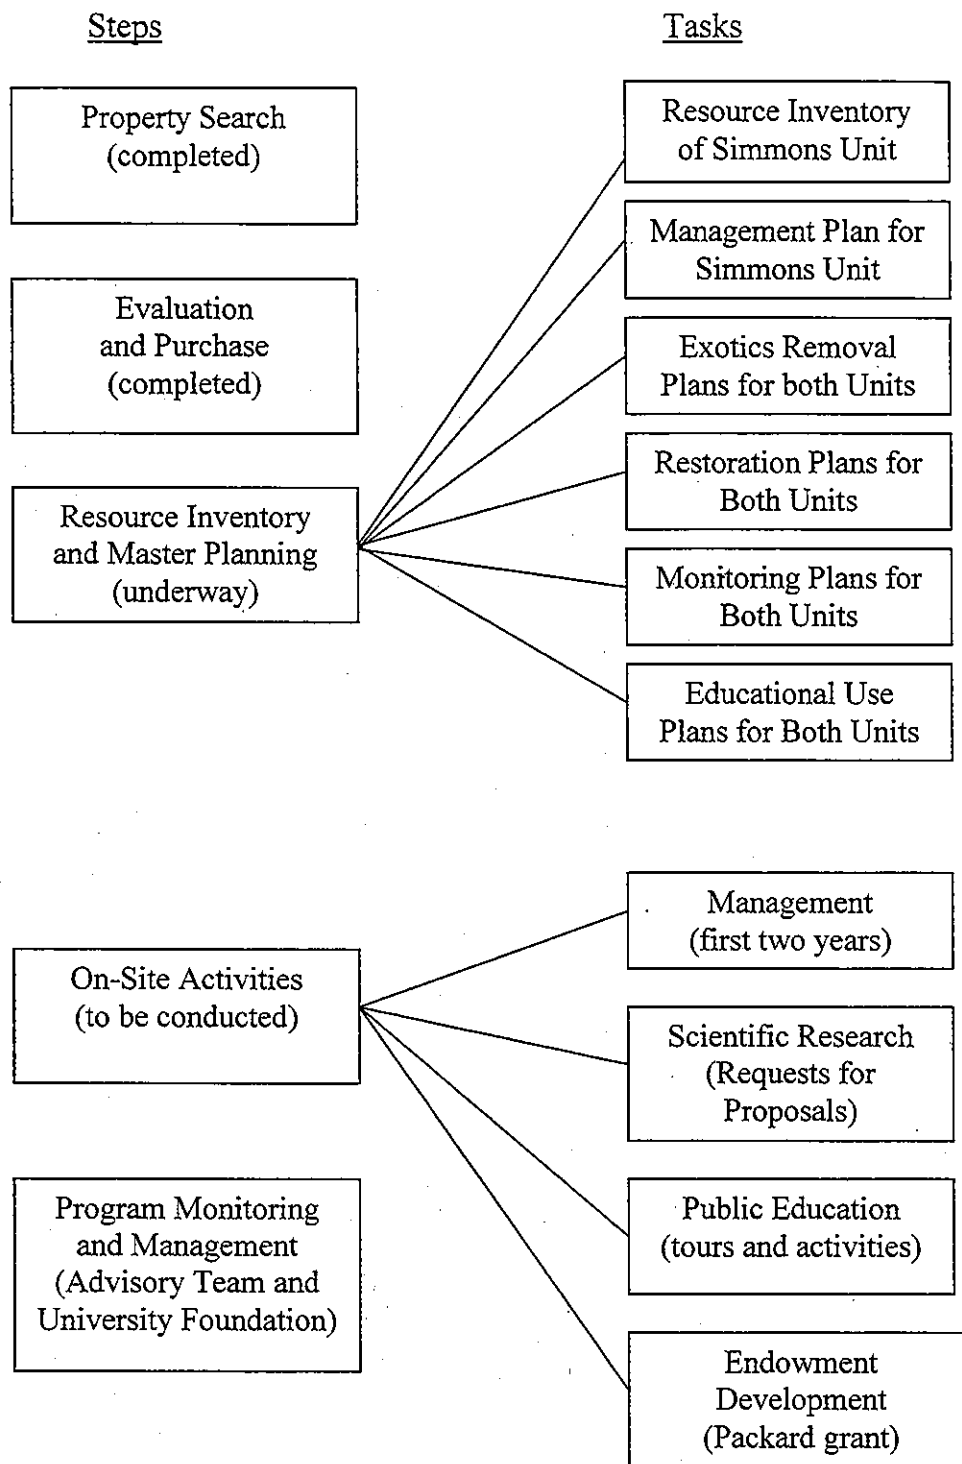 Steps
Tasks
Property Search
(completed)
Evaluation
and Purchase
(completed)
Resource Inventory
and Master Planning
(underway)
Resource Inventory
of Simmons Unit
Management Plan for
Simmons Unit
Exotics Removal
Plans for both Units
Restoration Plans for
Both Units
Monitoring Plans for
Both Units
Educational Use
Plans for Both Units
On-Site Activities
(to be conducted)
Program Monitoring
and Management
(Advisory Team and
University Foundation)
Management
(first two years)
Scientific Research
(Requests for
Proposals)
Public Education
(tours and activities)
Endowment
Development
(Packard grant)